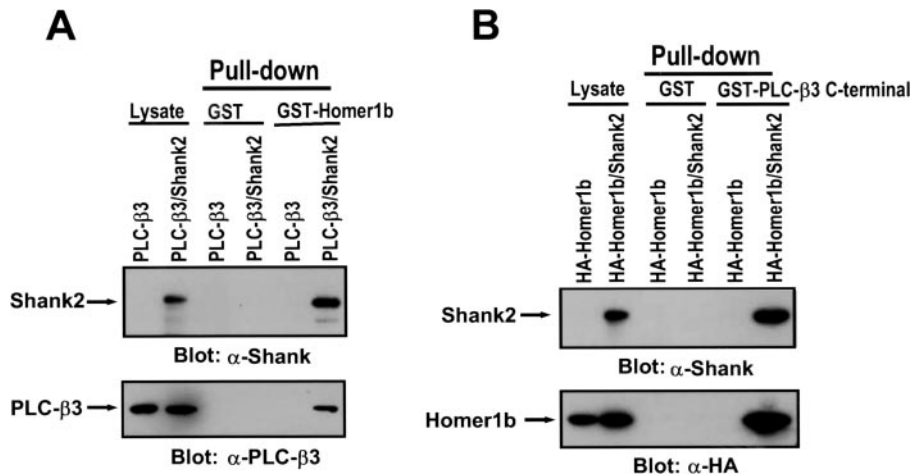 A
Pull-down
Lysate GST GST-Homer1b
PLC-β3
PLC-β3/Shank2
PLC-β3
PLC-β3/Shank2
PLC-β3
PLC-β3/Shank2
Shank2
Blot: α-Shank
PLC-β3
Blot: α-PLC-β3
B
Pull-down
Lysate GST GST-PLC-β3 C-terminal
HA-Homer1b
HA-Homer1b/Shank2
HA-Homer1b
HA-Homer1b/Shank2
HA-Homer1b
HA-Homer1b/Shank2
Shank2
Blot: α-Shank
Homer1b
Blot: α-HA